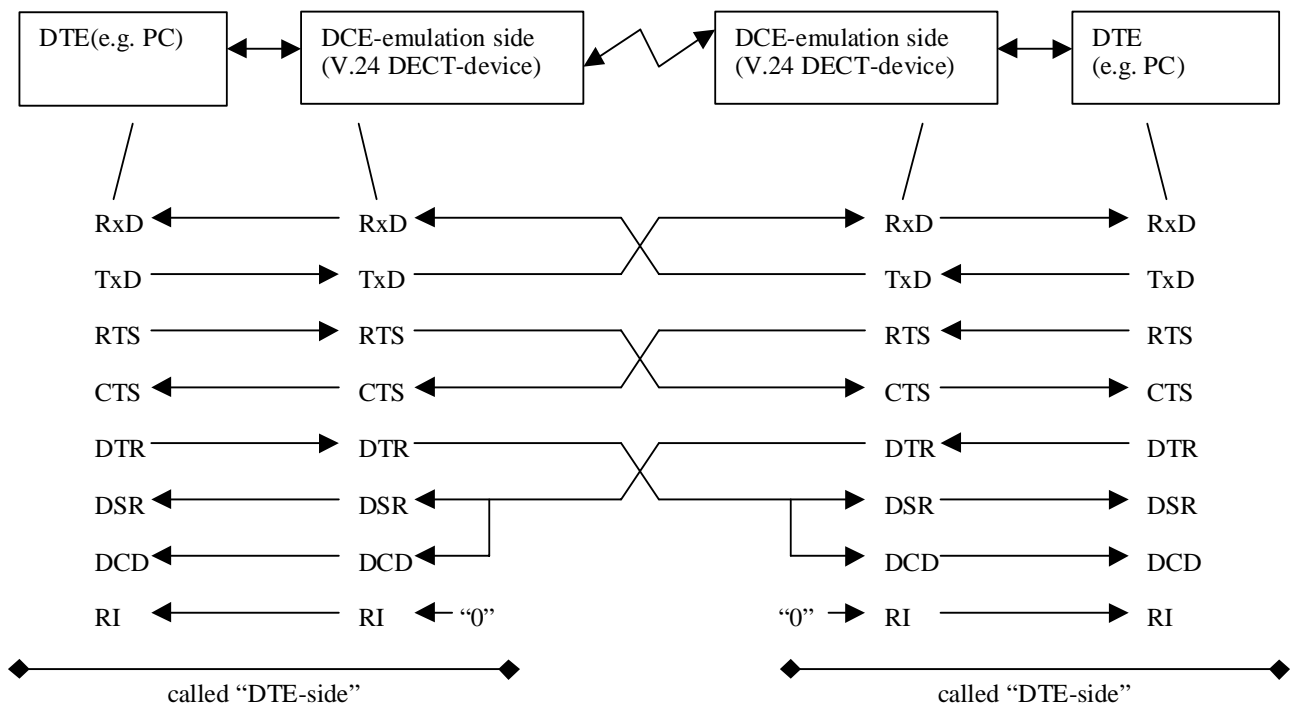 DTE(e.g. PC)
DCE-emulation side
(V.24 DECT-device)
DCE-emulation side
(V.24 DECT-device)
DTE
(e.g. PC)
RxD RxD RxD RxD
TxD TxD TxD TxD
RTS RTS RTS RTS
CTS CTS CTS CTS
DTR DTR DTR DTR
DSR DSR DSR DSR
DCD DCD DCD DCD
RI RI “0” “0” RI RI
called “DTE-side” called “DTE-side”